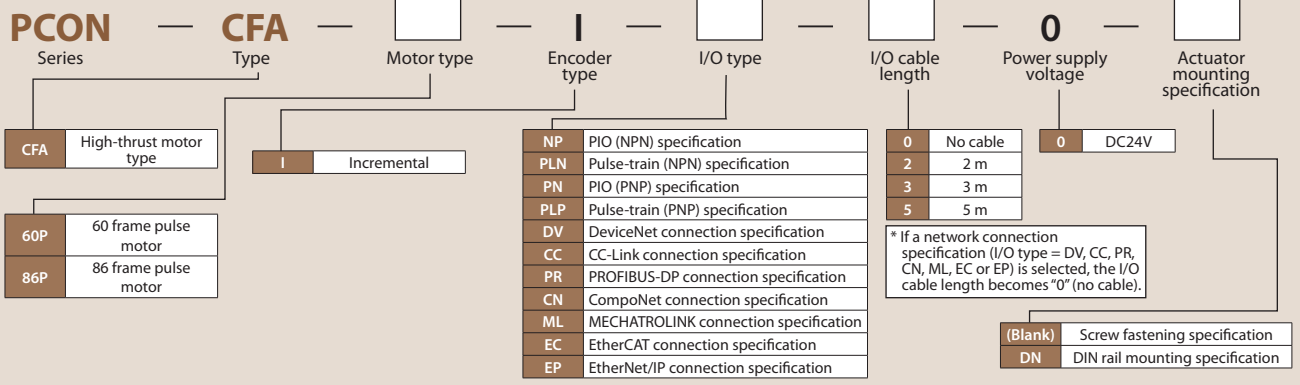 PCON — CFA — — I — — — 0 —
Series
Type
Motor type
Encoder
type
I/O type
I/O cable
length
Power supply
voltage
Actuator
mounting
specification
CFA High-thrust motor
type
60P 60 frame pulse
motor
86P 86 frame pulse
motor
I Incremental
NP PIO (NPN) specification
PLN Pulse-train (NPN) specification
PN PIO (PNP) specification
PLP Pulse-train (PNP) specification
DV DeviceNet connection specification
CC CC-Link connection specification
PR PROFIBUS-DP connection specification
CN CompoNet connection specification
ML MECHATROLINK connection specification
EC EtherCAT connection specification
EP EtherNet/IP connection specification
0 No cable
2 2 m
3 3 m
5 5 m
* If a network connection
specification (I/O type = DV, CC, PR,
CN, ML, EC or EP) is selected, the I/O
cable length becomes “0” (no cable).
0 DC24V
(Blank) Screw fastening specification
DN DIN rail mounting specification